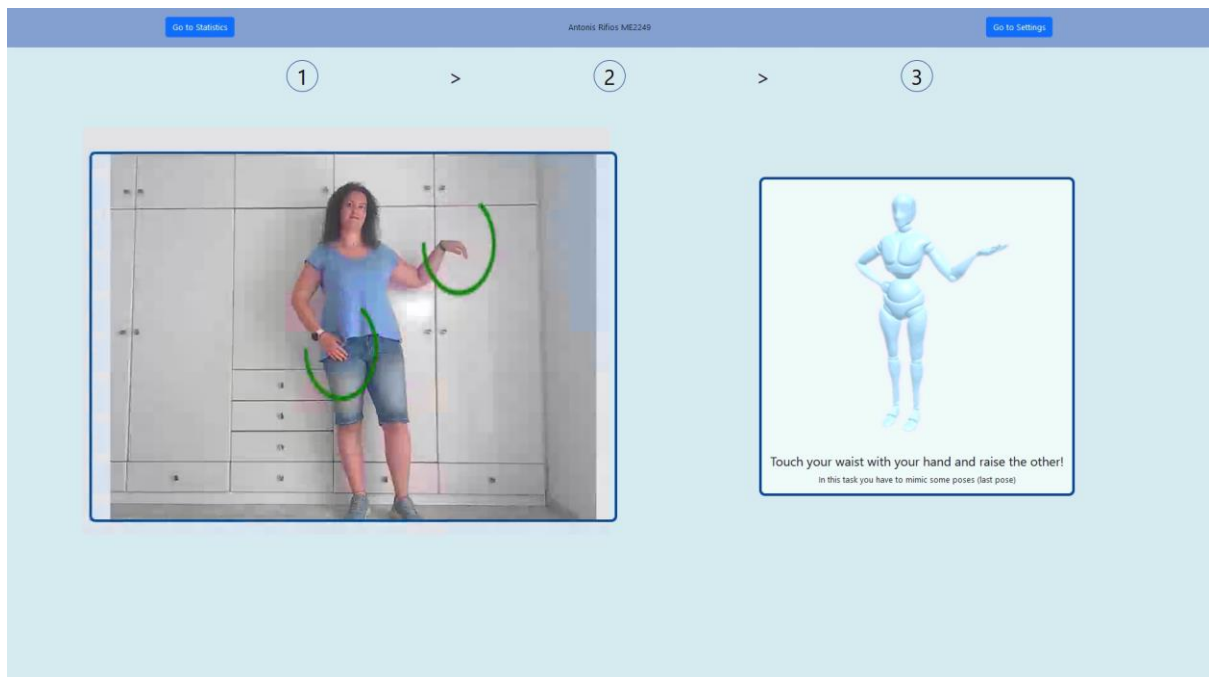 Go to Statistics
Antonis Rifios ME2249
Go to Settings
1 > 2 > 3
Touch your waist with your hand and raise the other!
In this task you have to mimic some poses (last pose)